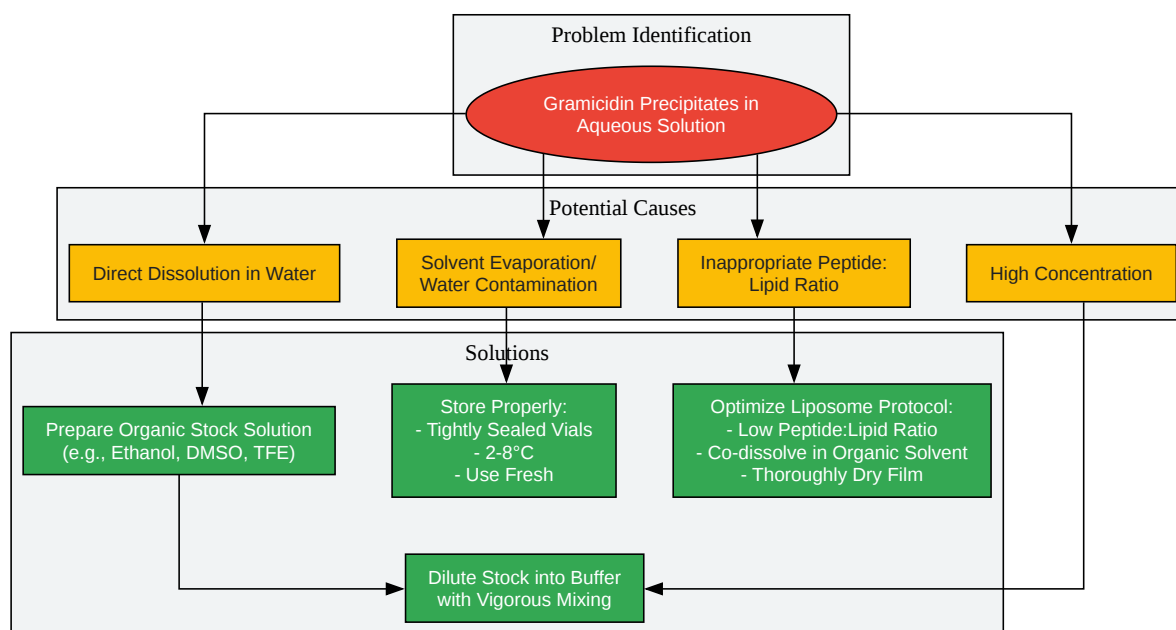 Problem Identification
Gramicidin Precipitates in
Aqueous Solution
Potential Causes
Direct Dissolution in Water
Solvent Evaporation/
Water Contamination
Inappropriate Peptide:
Lipid Ratio
High Concentration
Solutions
Prepare Organic Stock Solution
(e.g., Ethanol, DMSO, TFE)
Store Properly:
- Tightly Sealed Vials
- 2-8°C
- Use Fresh
Optimize Liposome Protocol:
- Low Peptide:Lipid Ratio
- Co-dissolve in Organic Solvent
- Thoroughly Dry Film
Dilute Stock into Buffer
with Vigorous Mixing